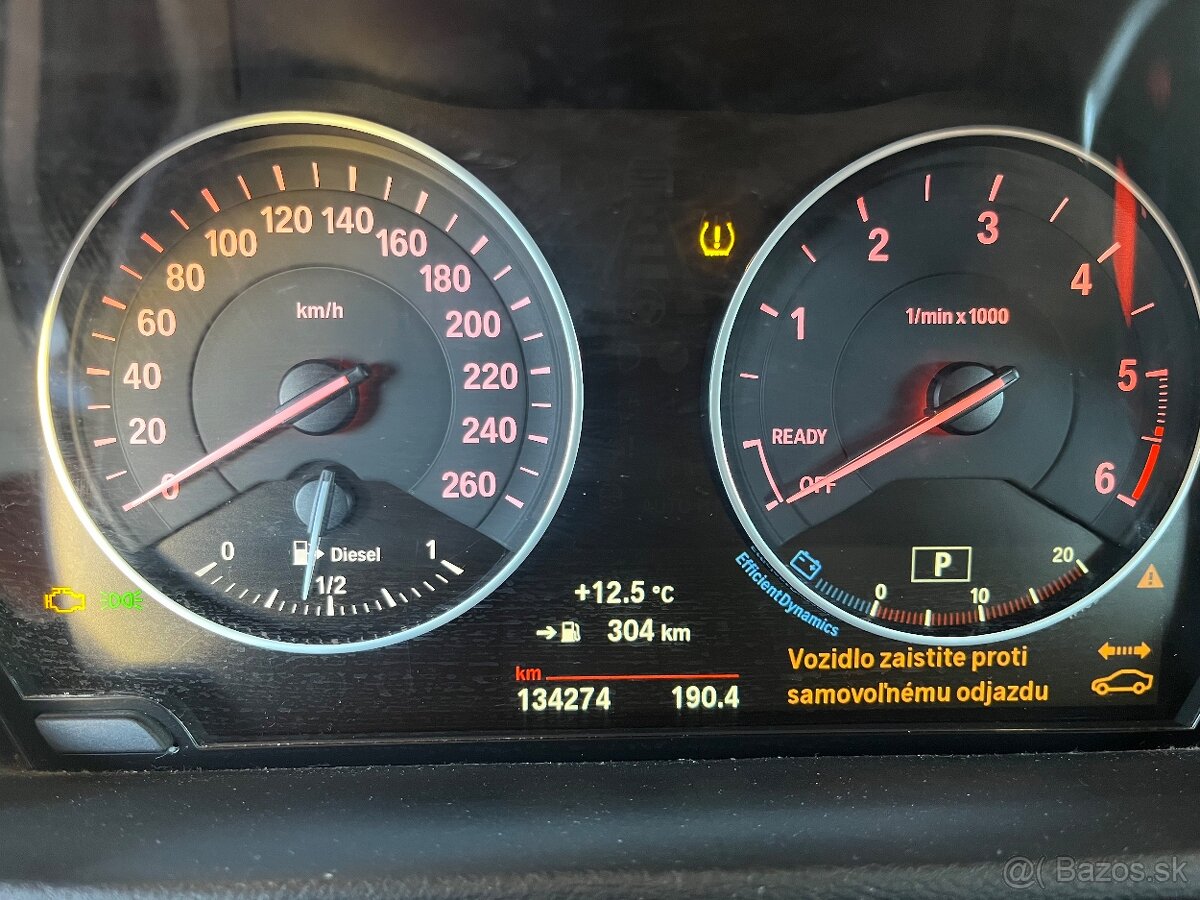 0
20
40
60
80
100
120
140
160
180
200
220
240
260
km/h
0
1/2
1
Diesel
+12.5 °C
304 km
km
134274 190.4
1
2
3
4
5
6
1/min x 1000
READY
OFF
EfficientDynamics
P
0
10
20
Vozidlo zaistite proti
samovoľnému odjazdu
Bazos.sk